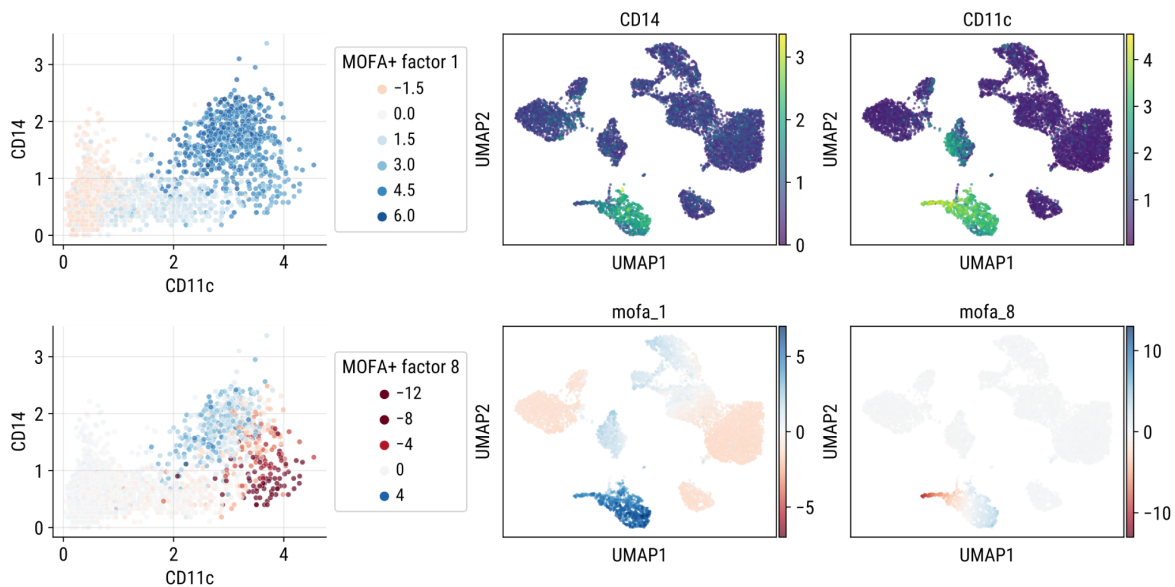 CD14
3
2
1
0
0
2
4
CD11c
MOFA+ factor 1
−1.5
0.0
1.5
3.0
4.5
6.0
CD14
UMAP2
UMAP1
3
2
1
0
CD11c
UMAP2
UMAP1
4
3
2
1
CD14
3
2
1
0
0
2
4
CD11c
MOFA+ factor 8
−12
−8
−4
0
4
mofa_1
UMAP2
UMAP1
5
0
−5
mofa_8
UMAP2
UMAP1
10
0
−10